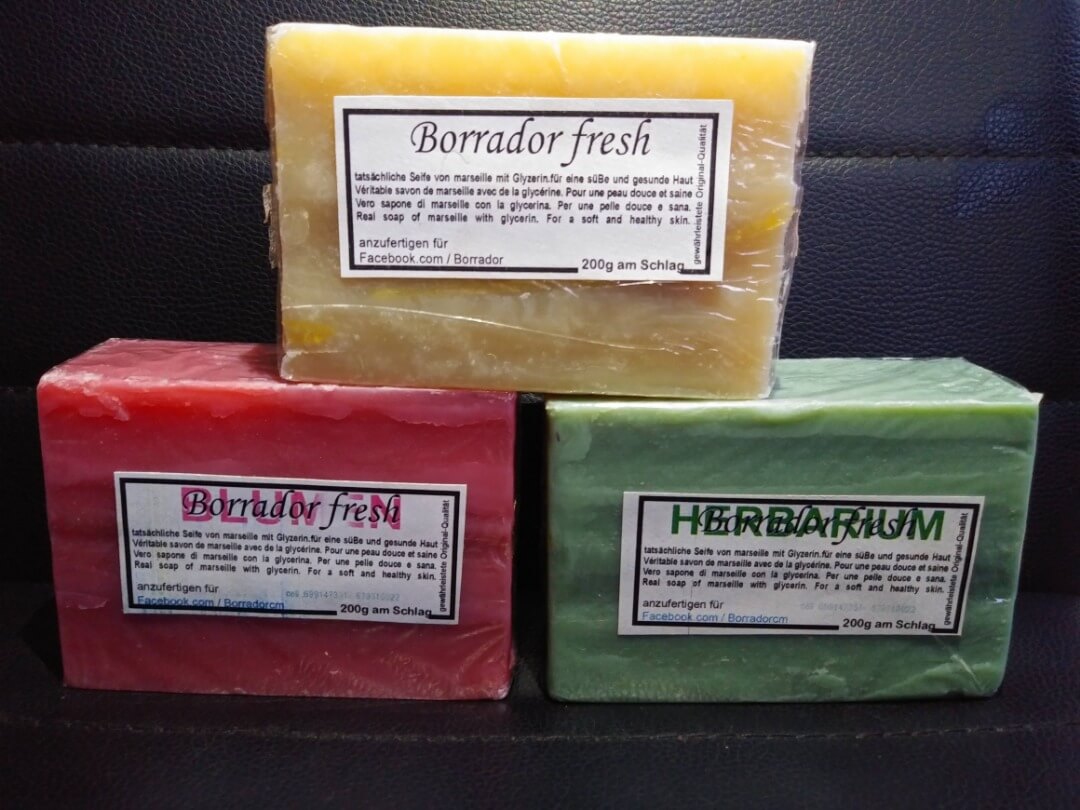 Borrador fresh
tatsächliche Seife von marseille mit Glyzerin.für eine süBe und gesunde Haut
Véritable savon de marseille avec de la glycérine. Pour une peau douce et saine
Vero sapone di marseille con la glycerina. Per une pelle douce e sana.
Real soap of marseille with glycerin. For a soft and healthy skin.
anzufertigen für
Facebook.com / Borrador
200g am Schlag
gewährleistete Original-Qualität
BLUMEN
Borrador fresh
tatsächliche Seife von marseille mit Glyzerin.für eine süBe und gesunde Haut
Véritable savon de marseille avec de la glycérine. Pour une peau douce et saine
Vero sapone di marseille con la glycerina. Per une pelle douce e sana.
Real soap of marseille with glycerin. For a soft and healthy skin.
anzufertigen für
Facebook.com / Borradorcm
200g am Schlag
gewährleistete Original-Qualität
HERBARIUM
Borrador fresh
tatsächliche Seife von marseille mit Glyzerin.für eine süBe und gesunde Haut
Véritable savon de marseille avec de la glycérine. Pour une peau douce et saine
Vero sapone di marseille con la glycerina. Per une pelle douce e sana.
Real soap of marseille with glycerin. For a soft and healthy skin.
anzufertigen für
Facebook.com / Borradorcm
200g am Schlag
gewährleistete Original-Qualität